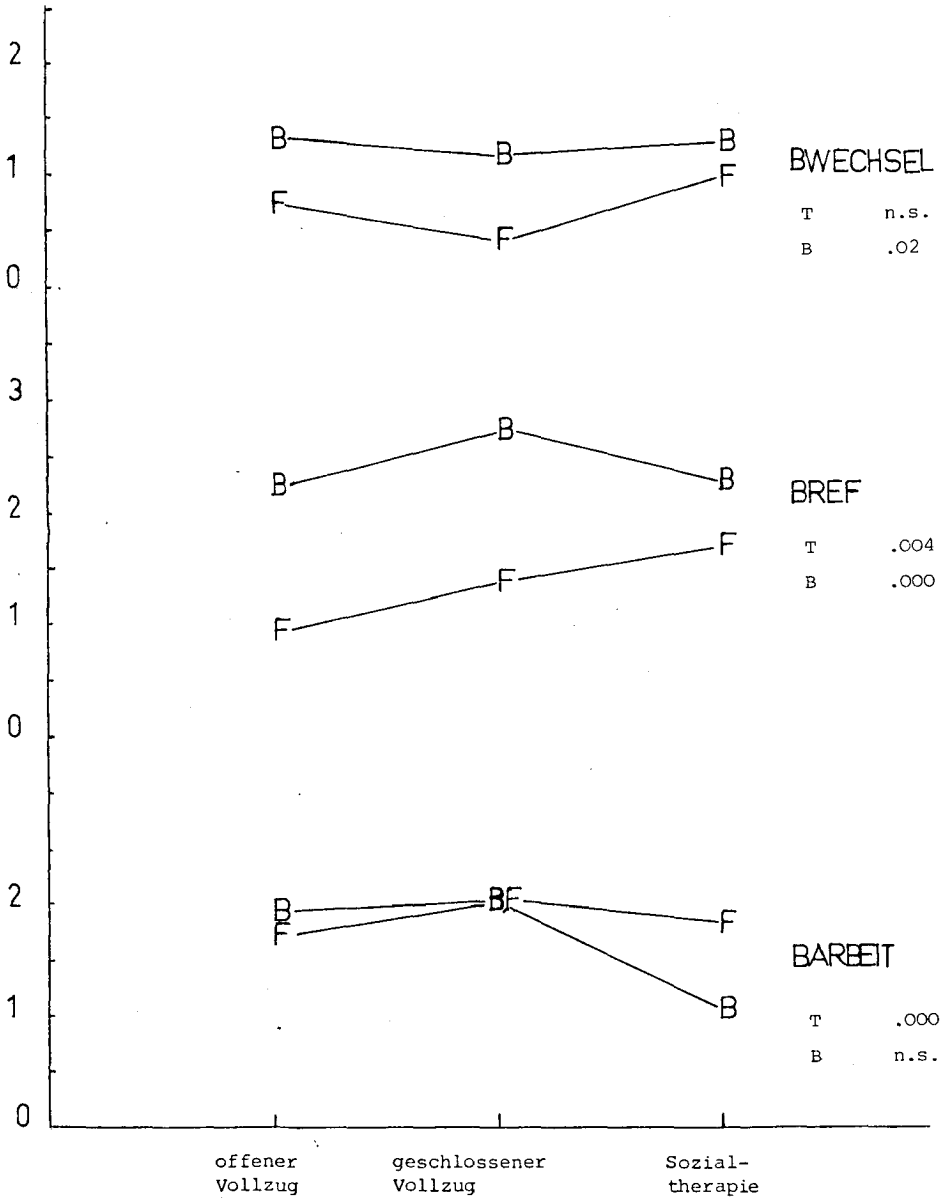 2
B
B
B
BWECHSEL
1
F
F
F
T n.s.
B .02
0
3
B
B
B
BREF
2
F
F
F
T .004
B .000
1
0
2
B
BF
F
F
BARBEIT
1
B
T .000
B n.s.
0
offener geschlossener Sozial-
Vollzug Vollzug therapie